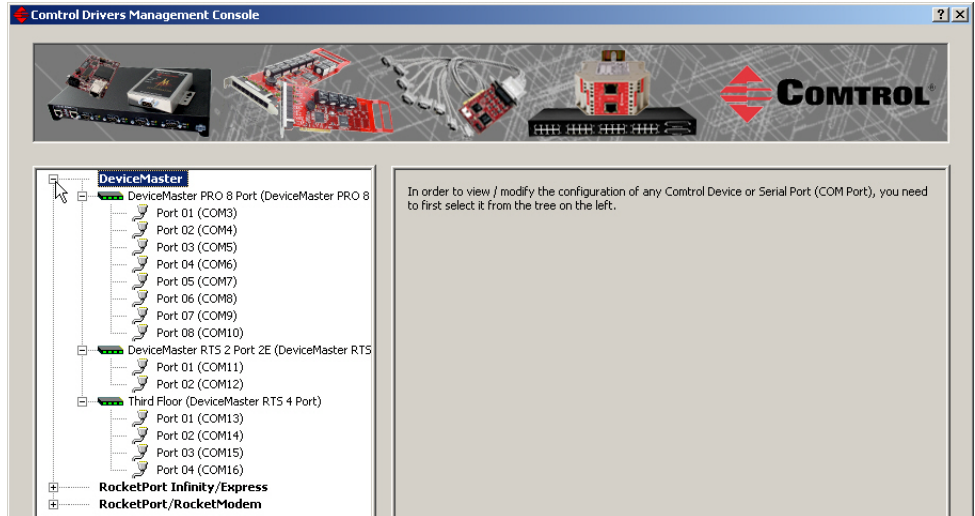 Comtrol Drivers Management Console
COMTROL®
DeviceMaster
DeviceMaster PRO 8 Port (DeviceMaster PRO 8
Port 01 (COM3)
Port 02 (COM4)
Port 03 (COM5)
Port 04 (COM6)
Port 05 (COM7)
Port 06 (COM8)
Port 07 (COM9)
Port 08 (COM10)
DeviceMaster RTS 2 Port 2E (DeviceMaster RTS
Port 01 (COM11)
Port 02 (COM12)
Third Floor (DeviceMaster RTS 4 Port)
Port 01 (COM13)
Port 02 (COM14)
Port 03 (COM15)
Port 04 (COM16)
RocketPort Infinity/Express
RocketPort/RocketModem
In order to view / modify the configuration of any Comtrol Device or Serial Port (COM Port), you need
to first select it from the tree on the left.